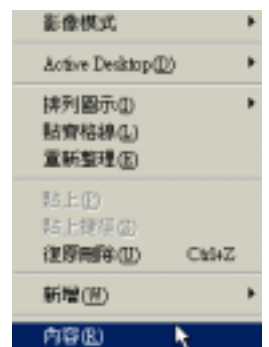 影像模式
Active Desktop(D)
排列圖示(I)
貼齊格線(L)
重新整理(E)
貼上(P)
貼上捷徑(S)
復原刪除(U) Ctrl+Z
新增(W)
內容(R)